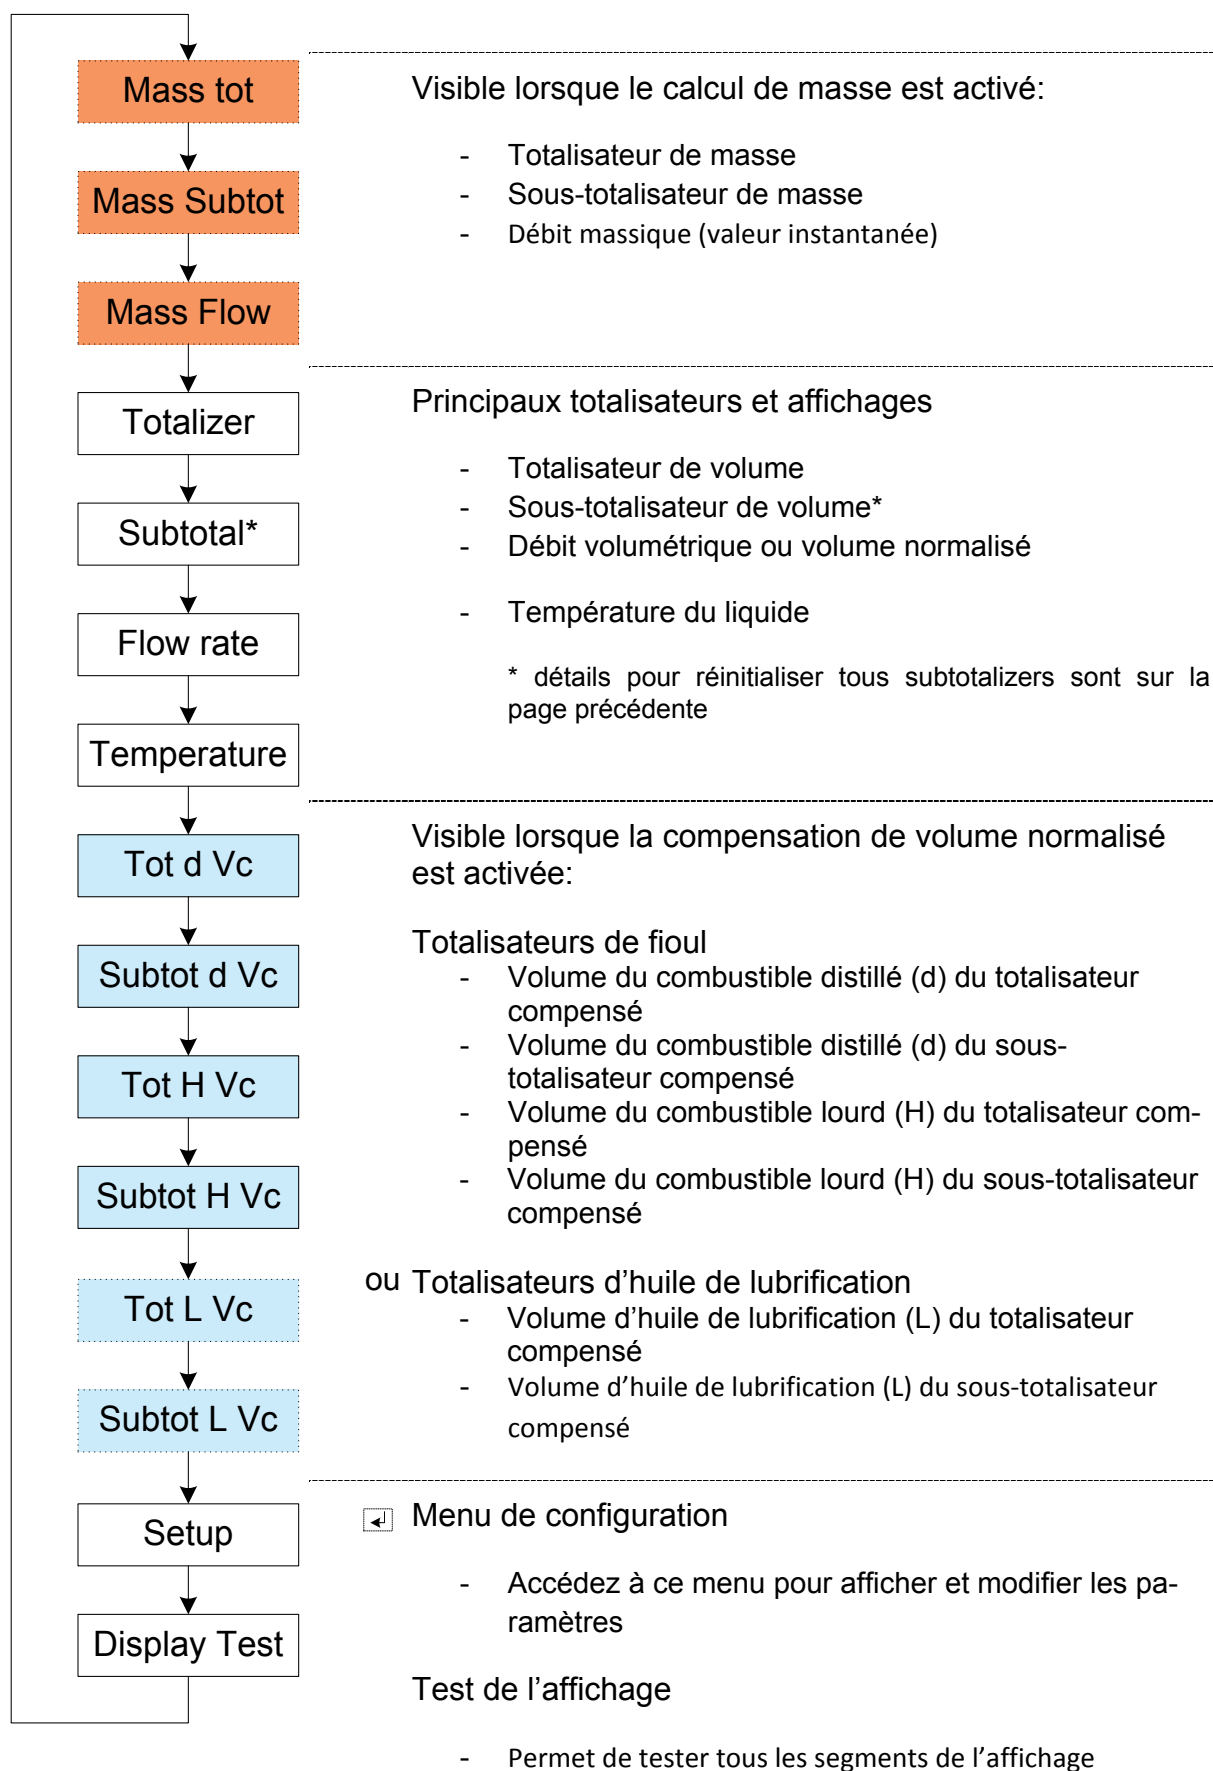 Mass tot
Visible lorsque le calcul de masse est activé:
- Totalisateur de masse
Mass Subtot
- Sous-totalisateur de masse
- Débit massique (valeur instantanée)
Mass Flow
Totalizer
Principaux totalisateurs et affichages
- Totalisateur de volume
Subtotal*
- Sous-totalisateur de volume*
- Débit volumétrique ou volume normalisé
Flow rate
- Température du liquide
* détails pour réinitialiser tous subtotalizers sont sur la
page précédente
Temperature
Tot d Vc
Visible lorsque la compensation de volume normalisé
est activée:
Subtot d Vc
Totalisateurs de fioul
- Volume du combustible distillé (d) du totalisateur
compensé
- Volume du combustible distillé (d) du sous-
totalisateur compensé
Tot H Vc
- Volume du combustible lourd (H) du totalisateur com-
pensé
Subtot H Vc
- Volume du combustible lourd (H) du sous-totalisateur
compensé
Tot L Vc
ou Totalisateurs d’huile de lubrification
- Volume d’huile de lubrification (L) du totalisateur
compensé
Subtot L Vc
- Volume d’huile de lubrification (L) du sous-totalisateur
compensé
Setup
Menu de configuration
- Accédez à ce menu pour afficher et modifier les pa-
ramètres
Display Test
Test de l’affichage
- Permet de tester tous les segments de l’affichage